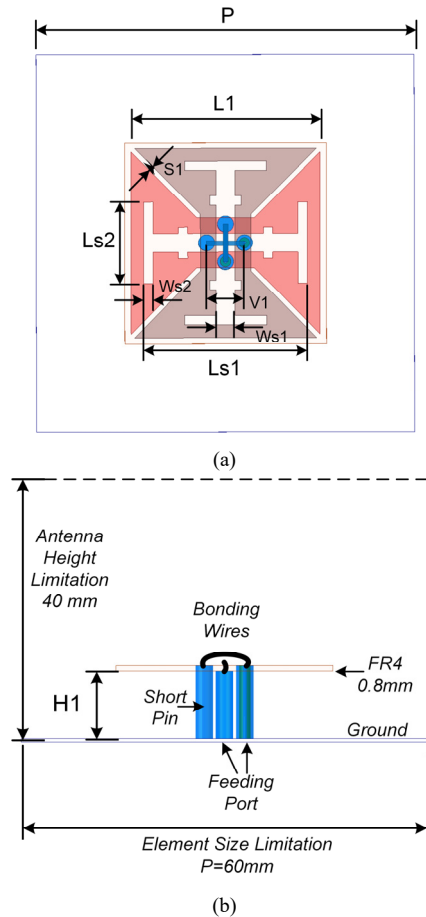 P
L1
S1
Ls2
Ws2
V1
Ws1
Ls1
(a)
Antenna
Height
Limitation
40 mm
Bonding
Wires
FR4
0.8mm
H1
Short
Pin
Ground
Feeding
Port
Element Size Limitation
P=60mm
(b)